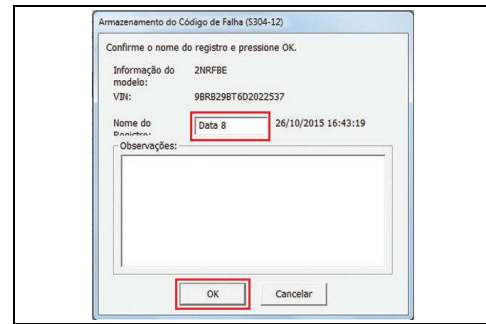 Armazenamento do Código de Falha (S304-12)
Confirme o nome do registro e pressione OK.
Informação do modelo: 2NRFBE
VIN: 9BRB29BT6D2022537
Nome do Registro: Data 8 26/10/2015 16:43:19
Observações:
OK Cancelar